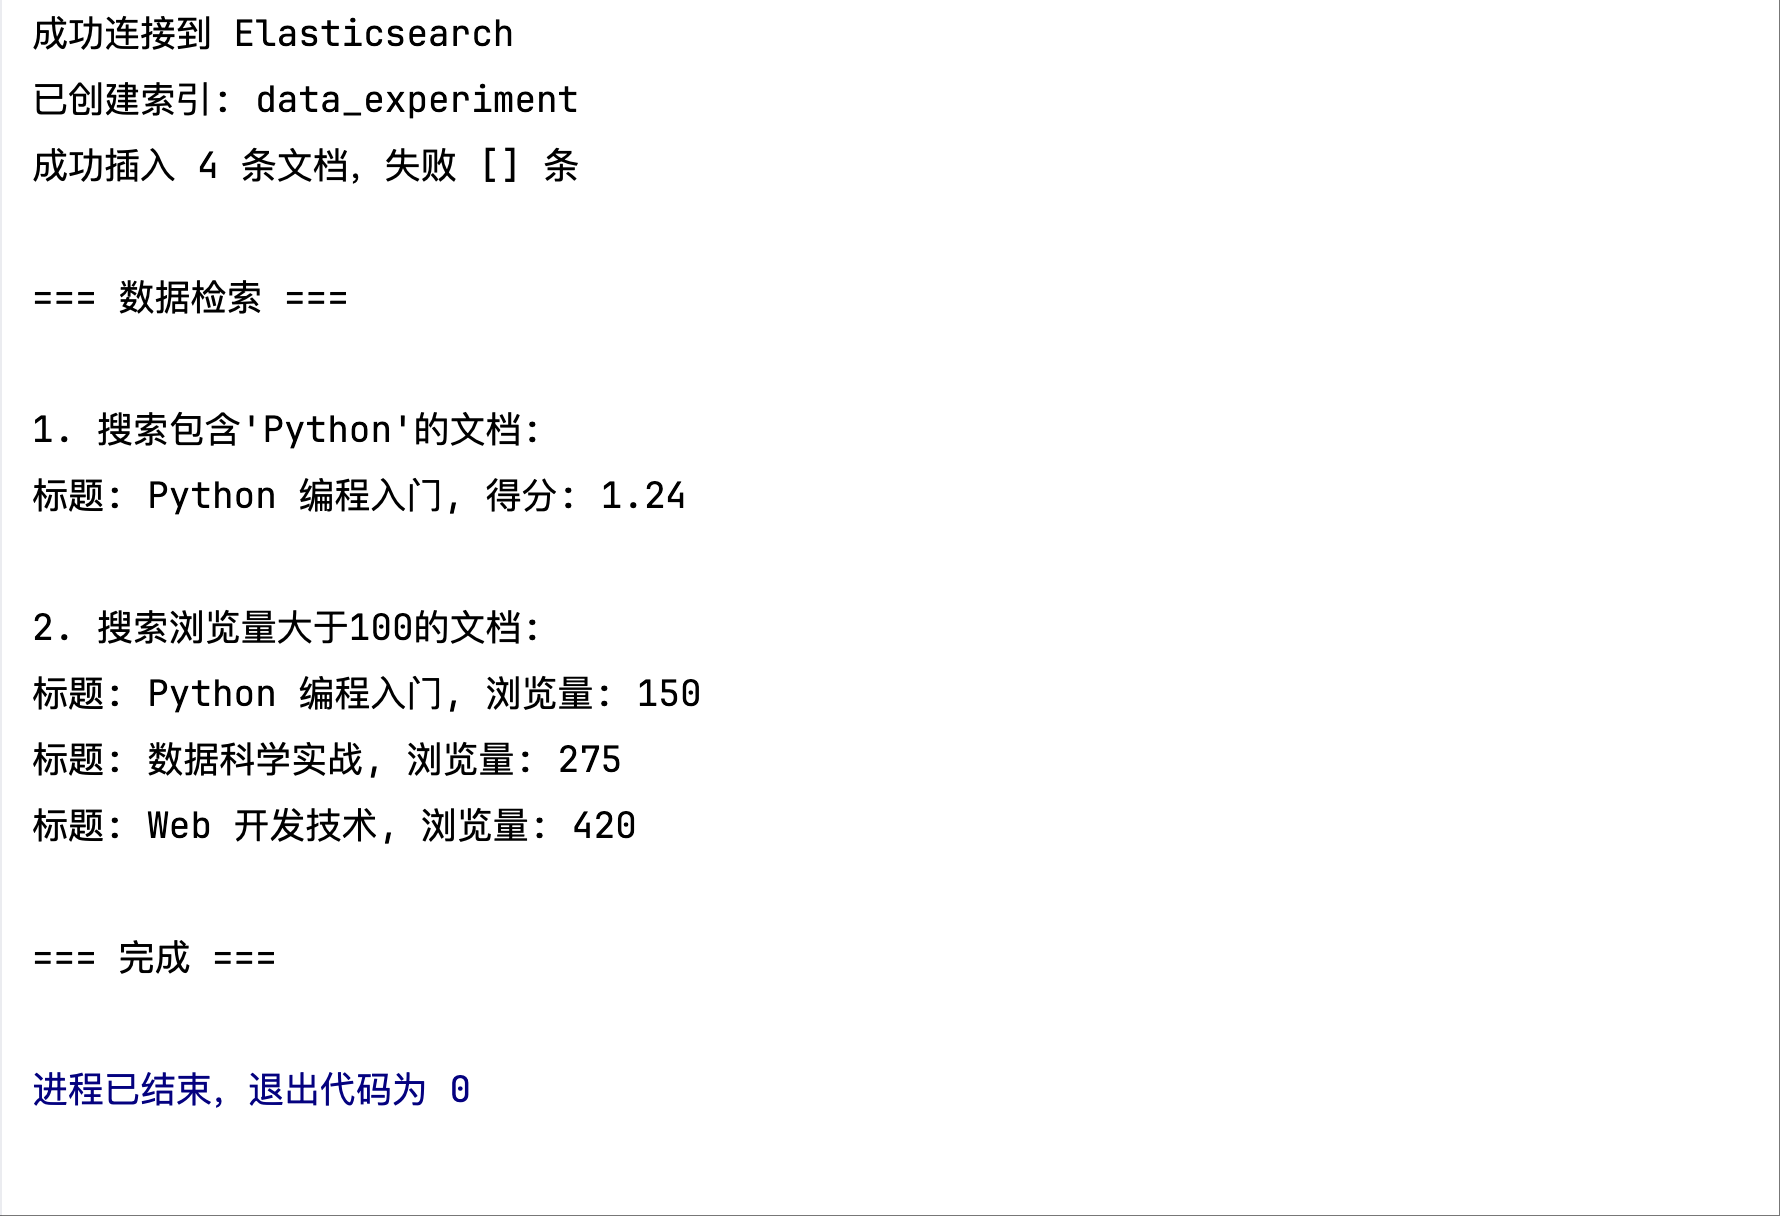 成功连接到 Elasticsearch
已创建索引: data_experiment
成功插入 4 条文档，失败 [] 条
=== 数据检索 ===
1. 搜索包含'Python'的文档:
标题: Python 编程入门, 得分: 1.24
2. 搜索浏览量大于100的文档:
标题: Python 编程入门, 浏览量: 150
标题: 数据科学实战, 浏览量: 275
标题: Web 开发技术, 浏览量: 420
=== 完成 ===
进程已结束，退出代码为 0